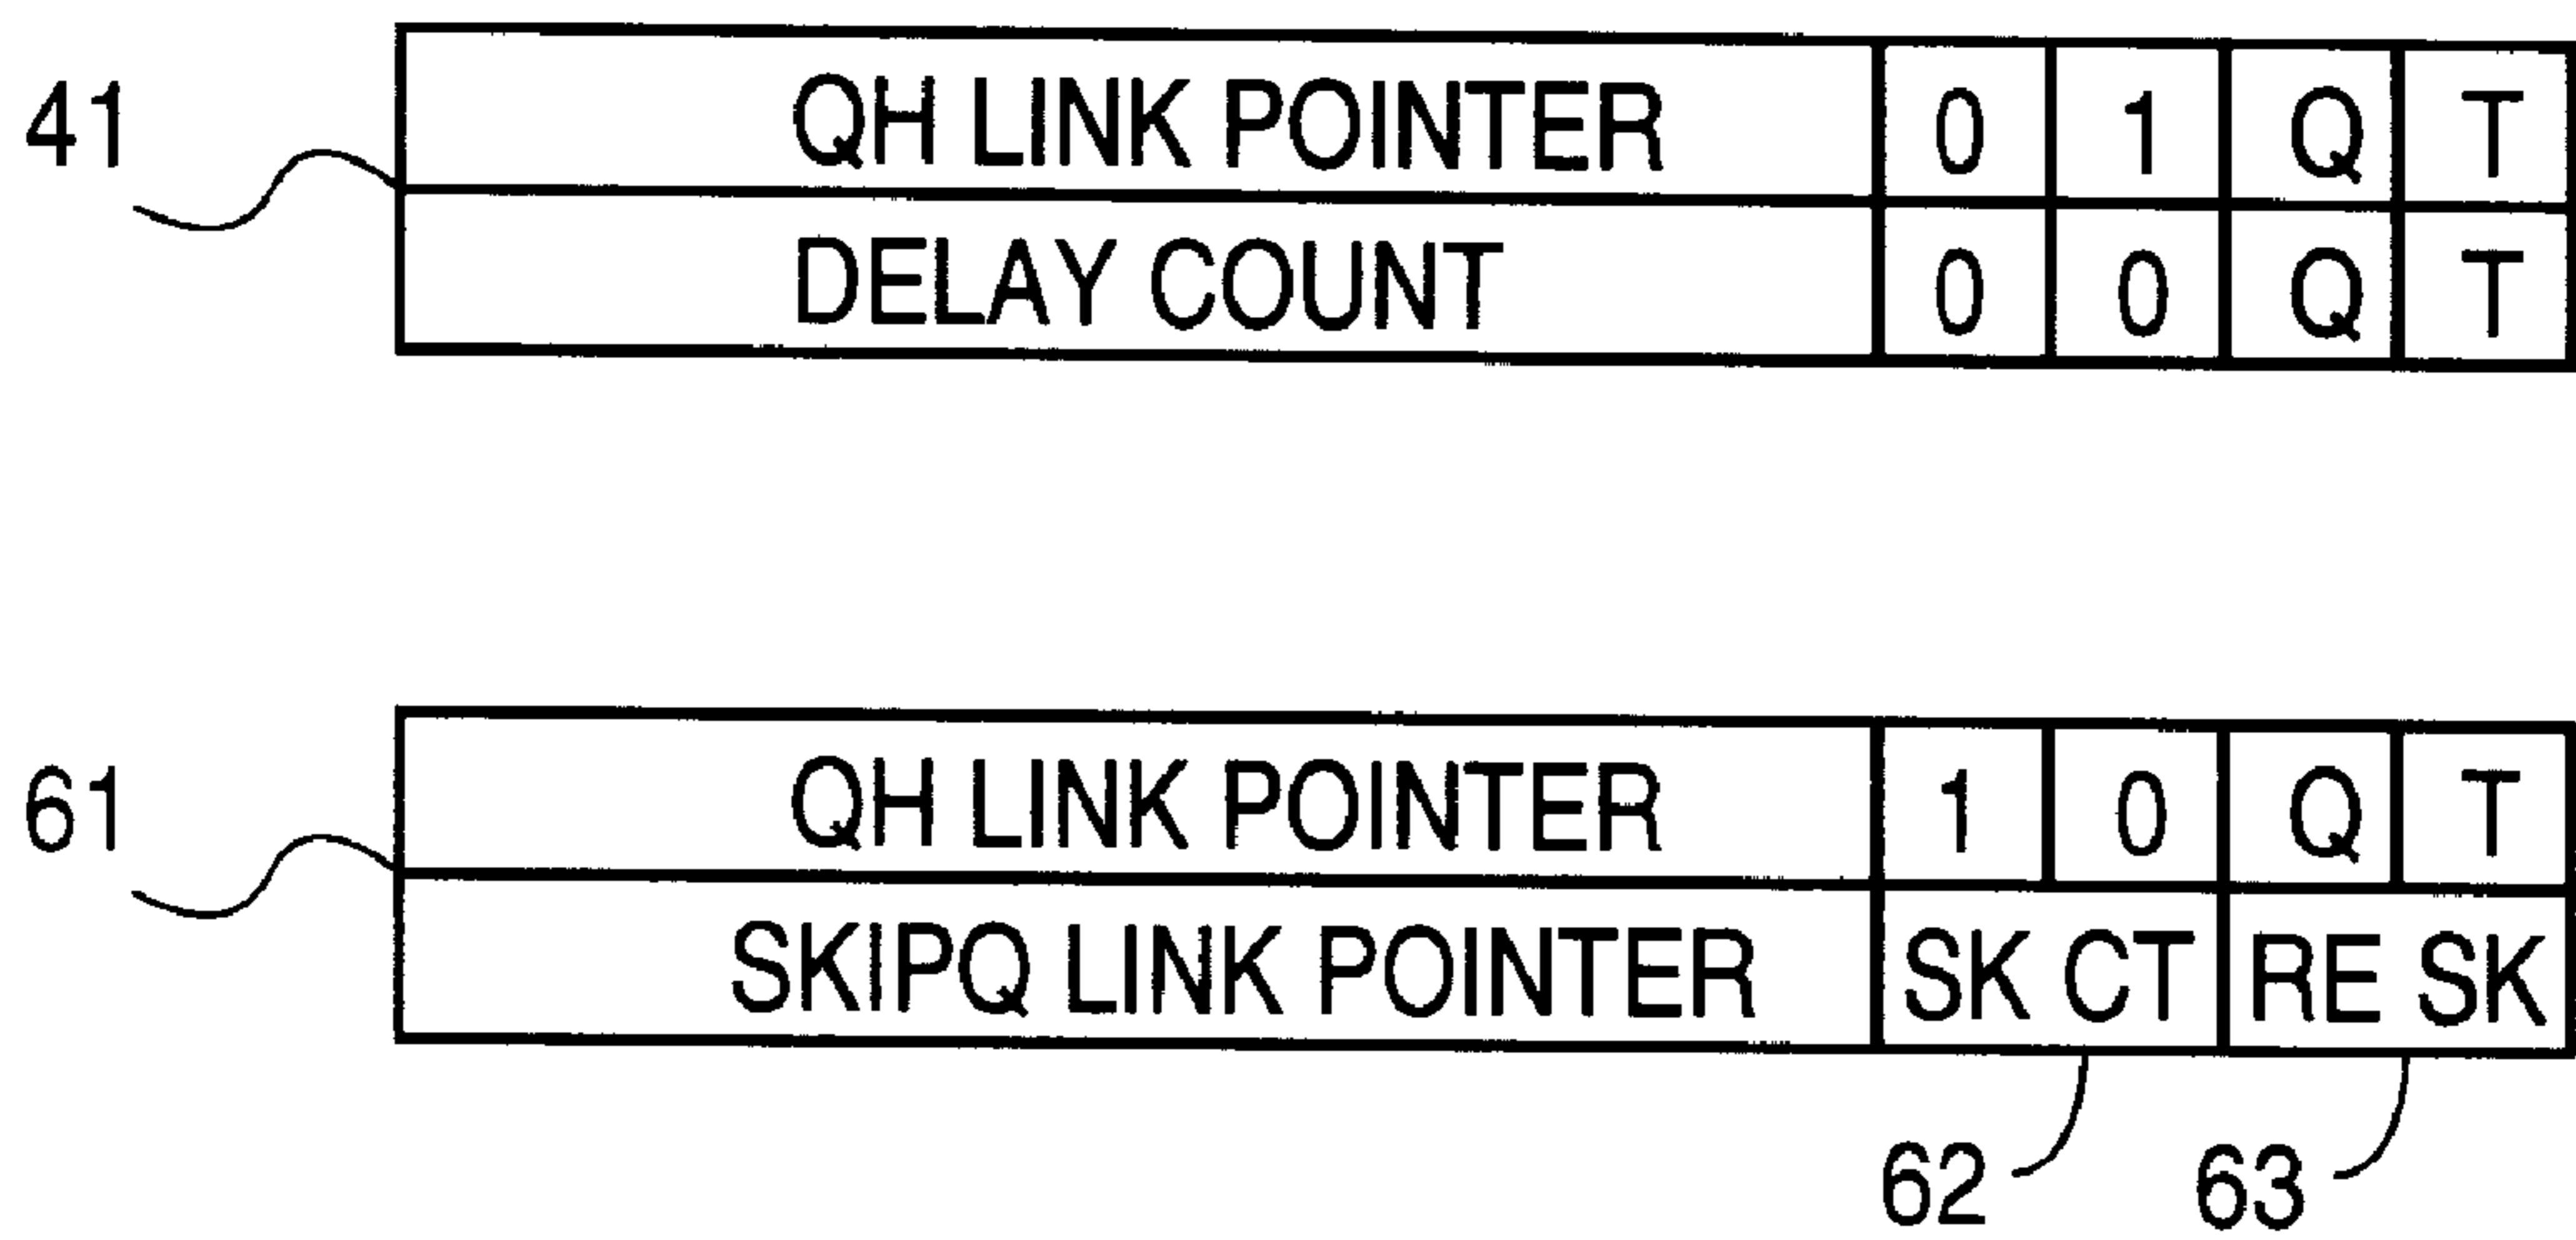 41
QH LINK POINTER 0 1 Q T
DELAY COUNT 0 0 Q T
61
QH LINK POINTER 1 0 Q T
SKIPQ LINK POINTER SK CT RE SK
62 63